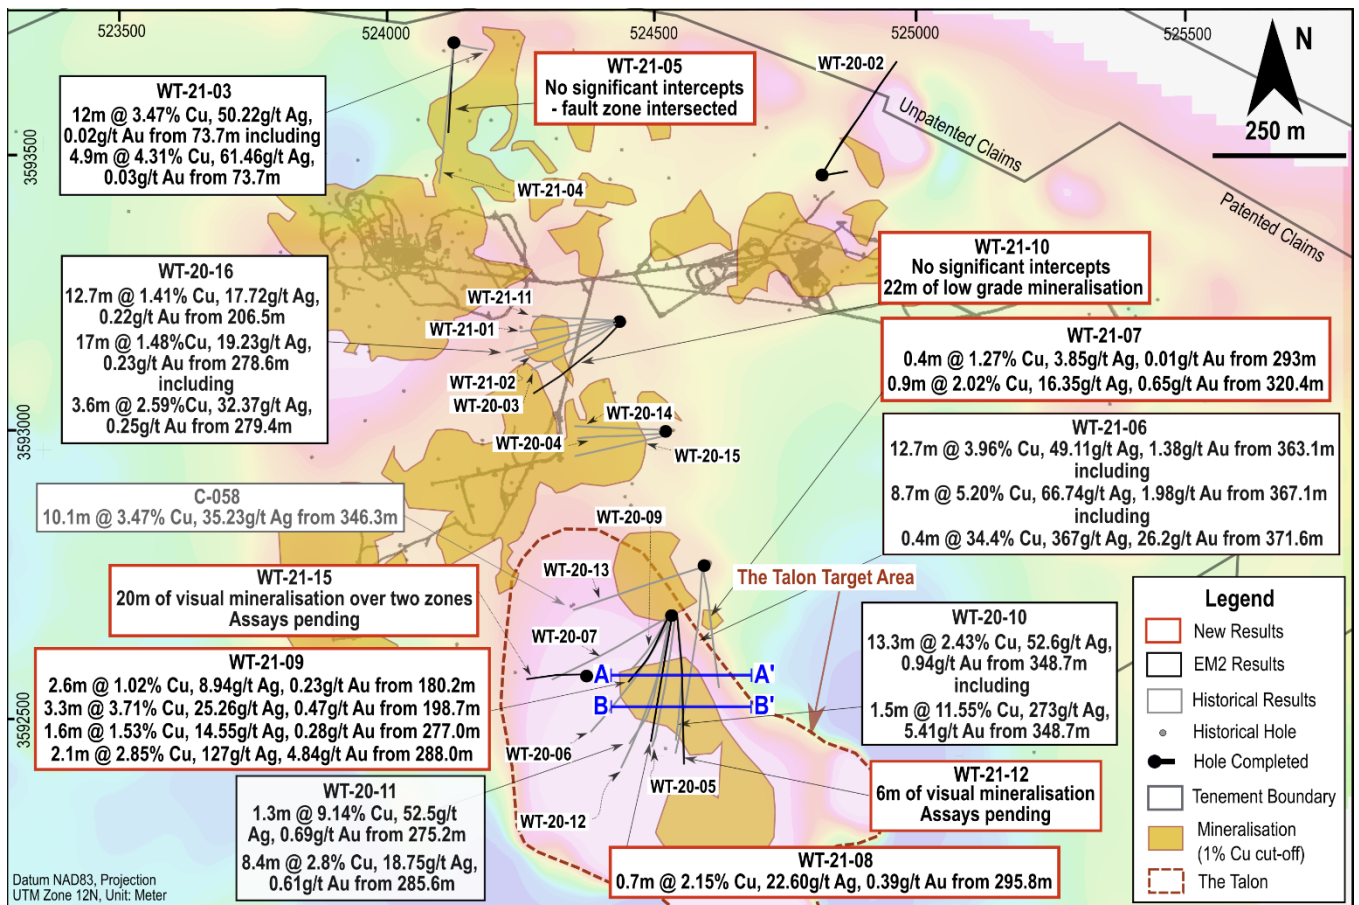 523500
524000
524500
525000
525500
N
250 m
3593500
3593000
3592500
WT-21-03
12m @ 3.47% Cu, 50.22g/t Ag,
0.02g/t Au from 73.7m including
4.9m @ 4.31% Cu, 61.46g/t Ag,
0.03g/t Au from 73.7m
WT-21-05
No significant intercepts
- fault zone intersected
WT-20-02
Unpatented Claims
Patented Claims
WT-21-04
WT-20-16
12.7m @ 1.41% Cu, 17.72g/t Ag,
0.22g/t Au from 206.5m
17m @ 1.48%Cu, 19.23g/t Ag,
0.23g/t Au from 278.6m
including
3.6m @ 2.59%Cu, 32.37g/t Ag,
0.25g/t Au from 279.4m
WT-21-10
No significant intercepts
22m of low grade mineralisation
WT-21-11
WT-21-01
WT-21-02
WT-20-03
WT-21-07
0.4m @ 1.27% Cu, 3.85g/t Ag, 0.01g/t Au from 293m
0.9m @ 2.02% Cu, 16.35g/t Ag, 0.65g/t Au from 320.4m
WT-20-14
WT-20-04
WT-20-15
WT-21-06
12.7m @ 3.96% Cu, 49.11g/t Ag, 1.38g/t Au from 363.1m
including
8.7m @ 5.20% Cu, 66.74g/t Ag, 1.98g/t Au from 367.1m
including
0.4m @ 34.4% Cu, 367g/t Ag, 26.2g/t Au from 371.6m
C-058
10.1m @ 3.47% Cu, 35.23g/t Ag from 346.3m
WT-20-09
WT-20-13
The Talon Target Area
WT-21-15
20m of visual mineralisation over two zones
Assays pending
WT-20-07
WT-20-10
13.3m @ 2.43% Cu, 52.6g/t Ag,
0.94g/t Au from 348.7m
including
1.5m @ 11.55% Cu, 273g/t Ag,
5.41g/t Au from 348.7m
WT-21-09
2.6m @ 1.02% Cu, 8.94g/t Ag, 0.23g/t Au from 180.2m
3.3m @ 3.71% Cu, 25.26g/t Ag, 0.47g/t Au from 198.7m
1.6m @ 1.53% Cu, 14.55g/t Ag, 0.28g/t Au from 277.0m
2.1m @ 2.85% Cu, 127g/t Ag, 4.84g/t Au from 288.0m
A
A'
B
B'
WT-20-06
WT-20-05
WT-20-12
WT-21-12
6m of visual mineralisation
Assays pending
WT-20-11
1.3m @ 9.14% Cu, 52.5g/t
Ag, 0.69g/t Au from 275.2m
8.4m @ 2.8% Cu, 18.75g/t Ag,
0.61g/t Au from 285.6m
WT-21-08
0.7m @ 2.15% Cu, 22.60g/t Ag, 0.39g/t Au from 295.8m
Legend
New Results
EM2 Results
Historical Results
Historical Hole
Hole Completed
Tenement Boundary
Mineralisation
(1% Cu cut-off)
The Talon
Datum NAD83, Projection
UTM Zone 12N, Unit: Meter